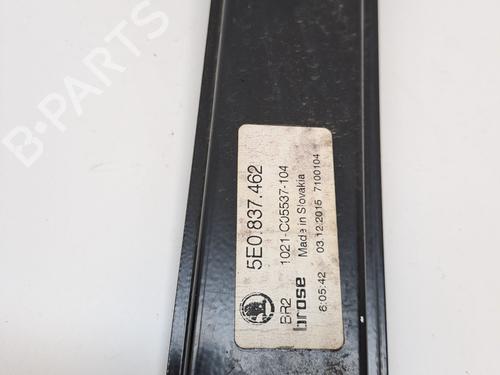 B-PARTS
5E0.837.462
BR2 1021-C05537-104
brose Made in Slovakia
6:05:42 03.12.2015 7100104